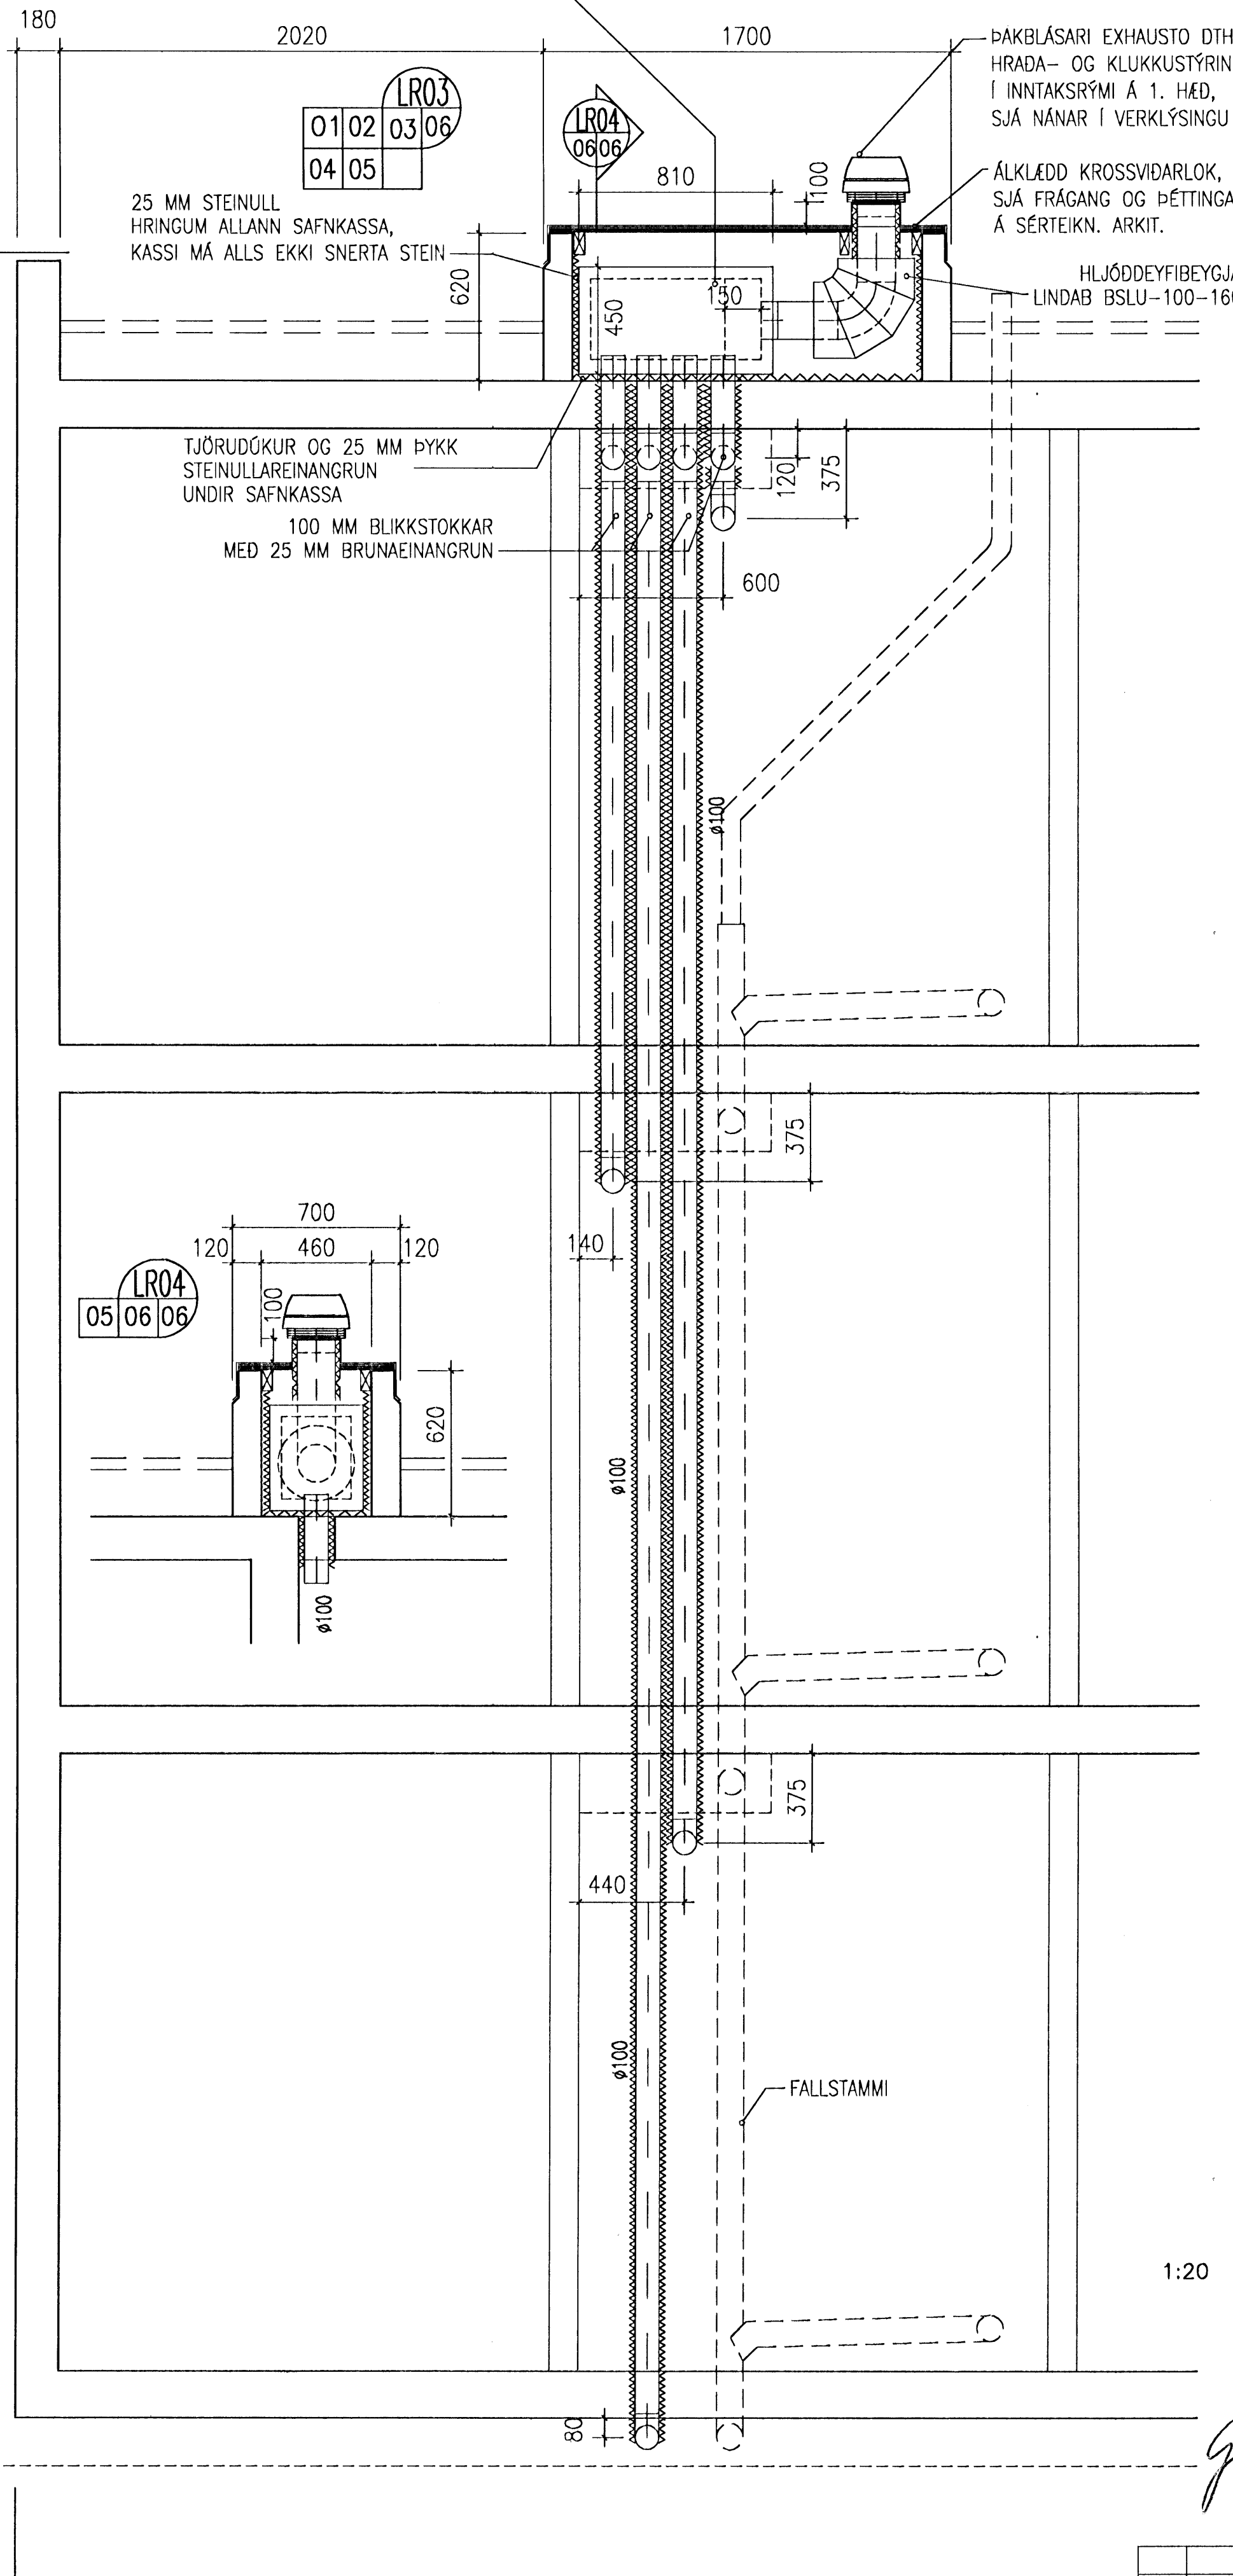 180
2020
1700
ÞAKBLÁSARI EXHAUSTO DTH
HRAÐA- OG KLUKKUSTÝRIN
Í INNTAKSRÝMI Á 1. HÆÐ,
SJÁ NÁNAR Í VERKLÝSINGU
LR03
01 02 03 06
04 05
LR04
06 06
810
100
ÁLKLÆDD KROSSVIÐARLOK,
SJÁ FRÁGANG OG ÞÉTTINGA
Á SÉRTEIKN. ARKIT.
25 MM STEINULL
HRINGUM ALLANN SAFNKASSA,
KASSI MÁ ALLS EKKI SNERTA STEIN
620
450
150
HLJÓÐDEYFIBEYGJA
LINDAB BSLU-100-160
TJÖRUDÚKUR OG 25 MM ÞYKK
STEINULLAREINANGRUN
UNDIR SAFNKASSA
120
375
100 MM BLIKKSTOKKAR
MEÐ 25 MM BRUNAEINANGRUN
600
ø100
375
700
120 460 120
140
LR04
05 06 06
100
620
ø100
ø100
375
440
ø100
FALLSTAMMI
1:20
80